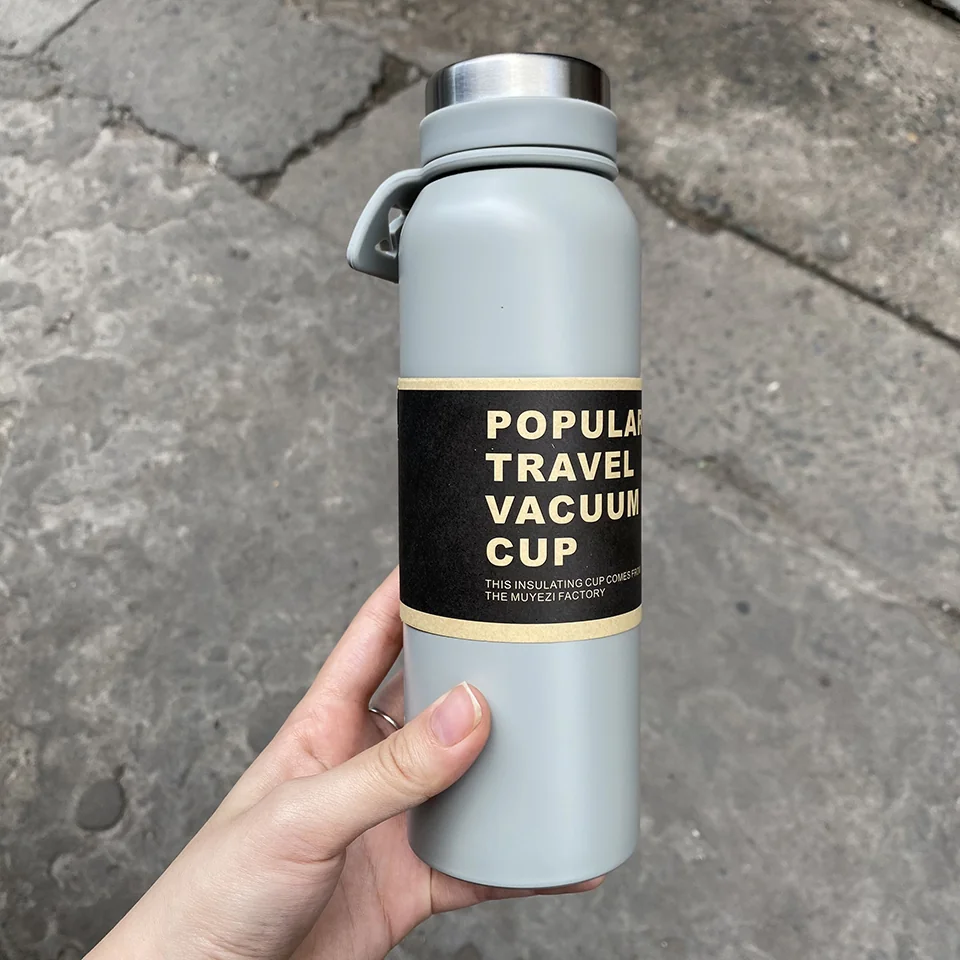 POPULAR
TRAVEL
VACUUM
CUP
THIS INSULATING CUP COMES FROM
THE MUYEZI FACTORY